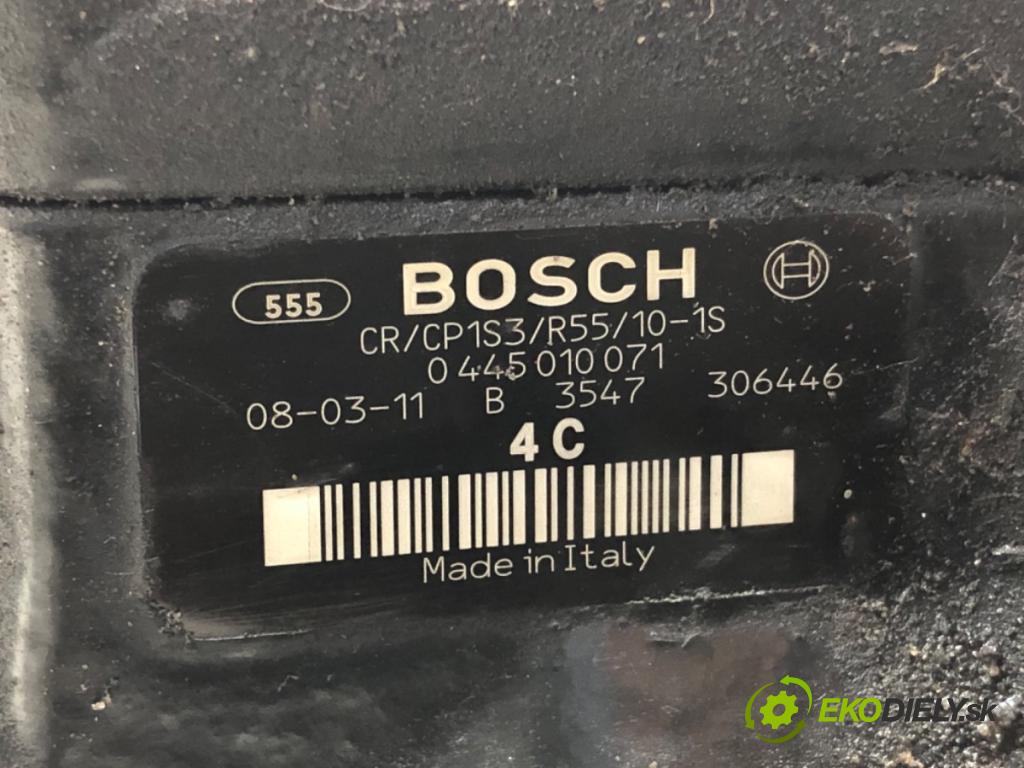 555 BOSCH
CR/CP1S3/R55/10-1S
0 445 010 071
08-03-11 B 3547 306446
4C
Made in Italy
EKODIELY.sk